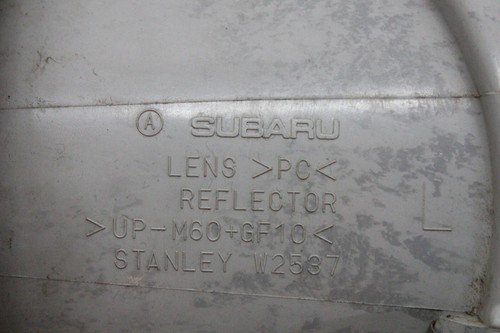 Ⓐ SUBARU
LENS >PC<
REFLECTOR
L
>UP-M60+GF10<
STANLEY W2537